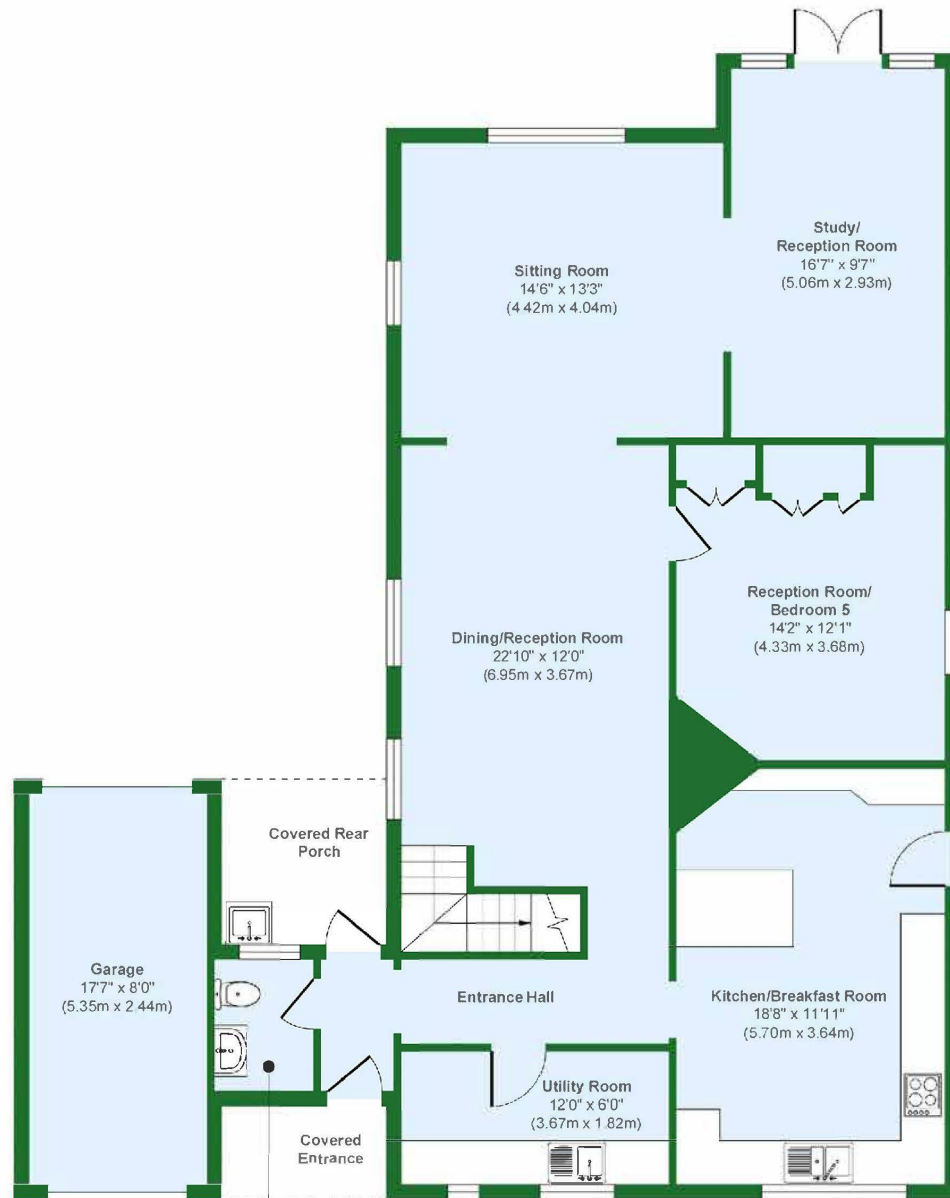 Study/
Reception Room
16'7" x 9'7"
(5.06m x 2.93m)
Sitting Room
14'6" x 13'3"
(4.42m x 4.04m)
Reception Room/
Bedroom 5
14'2" x 12'1"
(4.33m x 3.68m)
Dining/Reception Room
22'10" x 12'0"
(6.95m x 3.67m)
Covered Rear
Porch
Garage
17'7" x 8'0"
(5.35m x 2.44m)
Entrance Hall
Kitchen/Breakfast Room
18'8" x 11'11"
(5.70m x 3.64m)
Utility Room
12'0" x 6'0"
(3.67m x 1.82m)
Covered
Entrance